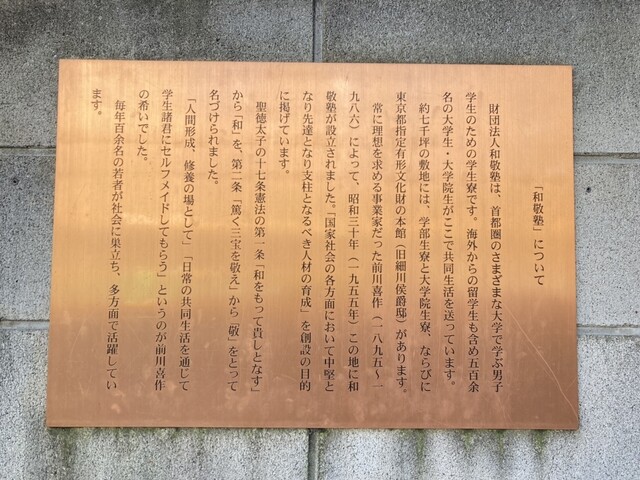 「和敬塾」について
財団法人和敬塾は、首都圏のさまざまな大学で学ぶ男子
学生のための学生寮です。海外からの留学生も含め五百余
名の大学生・大学院生がここで共同生活を送っています。
約七千坪の敷地には、学部生寮と大学院生寮、ならびに
東京都指定有形文化財の本館（旧細川侯爵邸）があります。
常に理想を求める事業家だった前川喜作（一八九五〜一
九八六）によって、昭和三十年（一九五五年）この地に和
敬塾が設立されました。「国家社会の各方面において中堅と
なり先達となり支柱となるべき人材の育成」を創設の目的
に掲げています。
聖徳太子の十七条憲法の第一条「和をもって貴しとなす」
から「和」を、第二条「篤く三宝を敬え」から「敬」をとって
名づけられました。
「人間形成、修養の場として」「日常の共同生活を通じて
学生諸君にセルフメイドしてもらう」というのが前川喜作
の希いでした。
毎年百余名の若者が社会に巣立ち、多方面で活躍してい
ます。